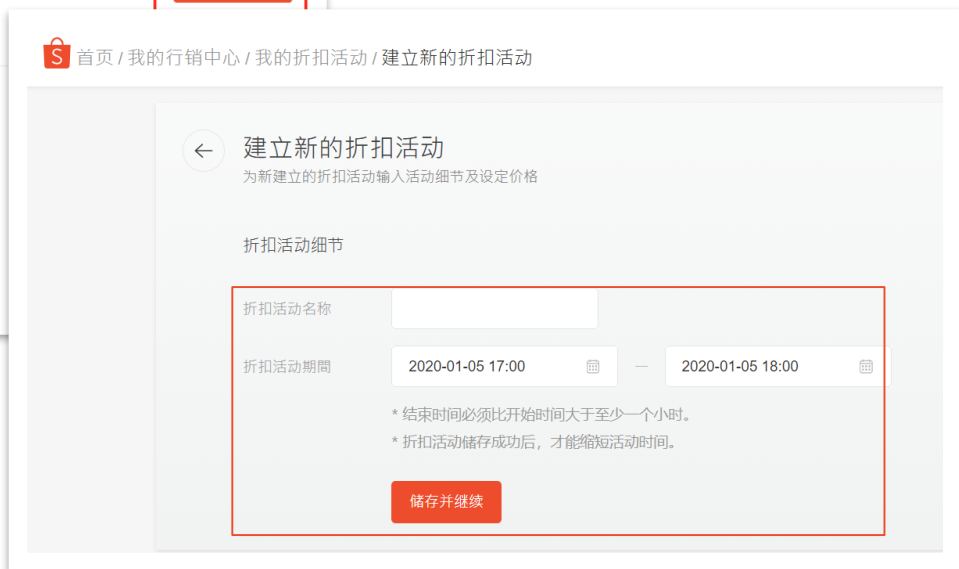 首页 / 我的行销中心 / 我的折扣活动 / 建立新的折扣活动
建立新的折扣活动
为新建立的折扣活动输入活动细节及设定价格
折扣活动细节
折扣活动名称
折扣活动期間 2020-01-05 17:00 — 2020-01-05 18:00
* 结束时间必须比开始时间大于至少一个小时。
* 折扣活动储存成功后，才能缩短活动时间。
储存并继续